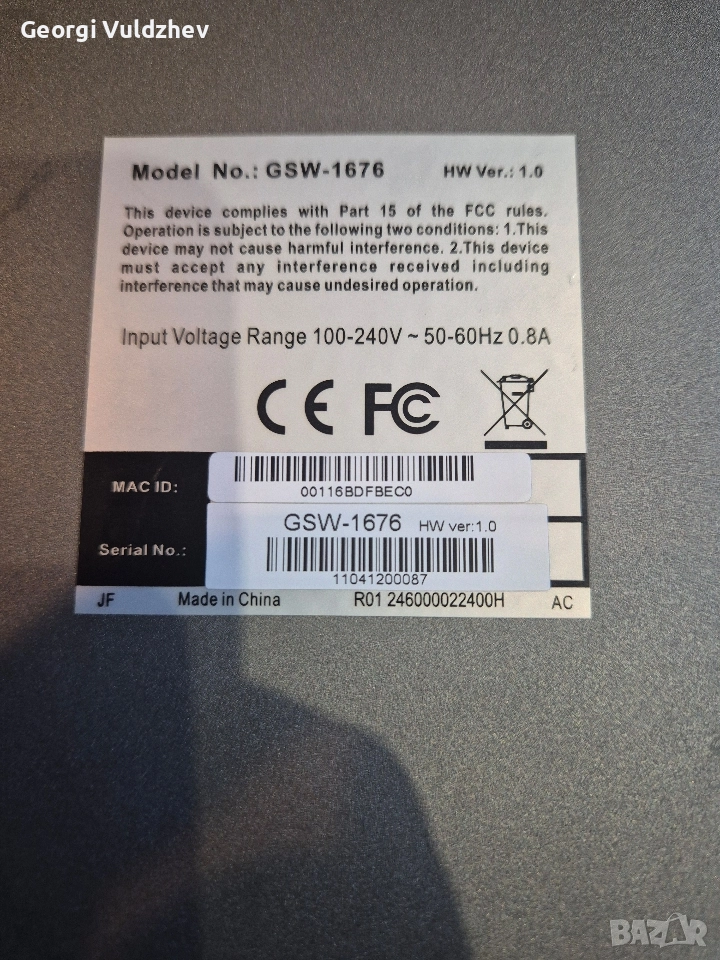 Georgi Vuldzhev
Model No.: GSW-1676 HW Ver.: 1.0
This device complies with Part 15 of the FCC rules.
Operation is subject to the following two conditions: 1.This
device may not cause harmful interference. 2.This device
must accept any interference received including
interference that may cause undesired operation.
Input Voltage Range 100-240V ~ 50-60Hz 0.8A
CE FC
MAC ID:
00116BDFBEC0
GSW-1676 HW ver:1.0
Serial No.:
11041200087
JF Made in China R01 246000022400H AC
BAZAR